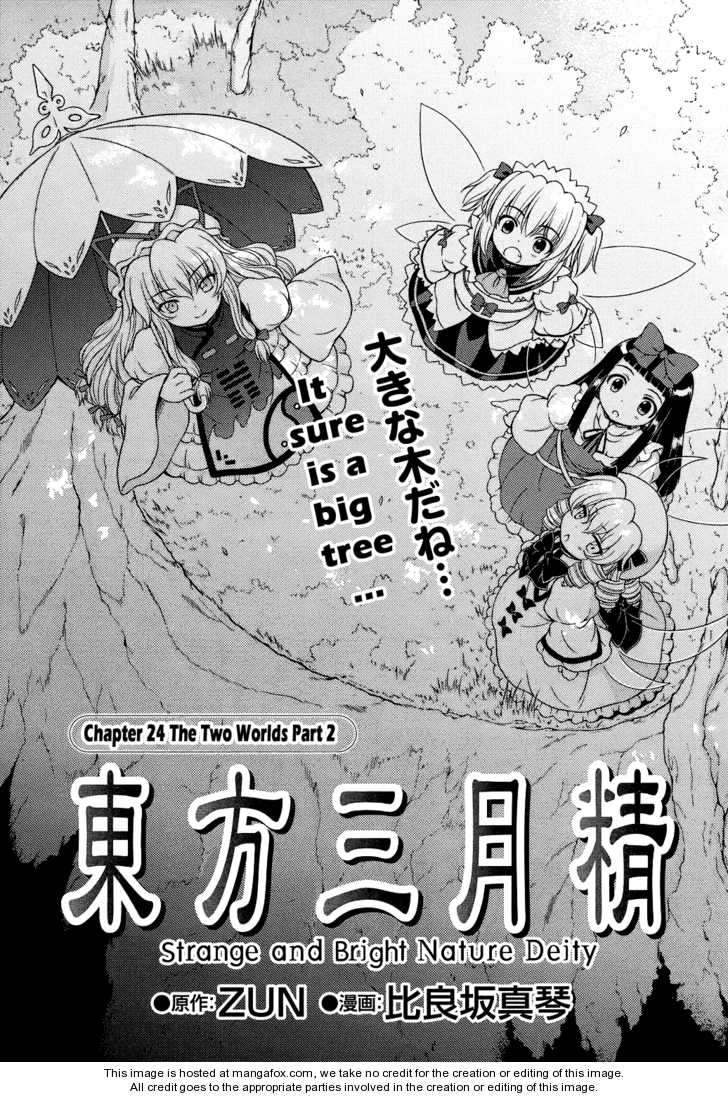 大きな木だね…
It
sure
is a
big
tree
...
Chapter 24 The Two Worlds Part 2
東方三月精
Strange and Bright Nature Deity
●原作:ZUN ●漫画:比良坂真琴
This image is hosted at mangafox.com, we take no credit for the creation or editing of this image.
All credit goes to the appropriate parties involved in the creation or editing of this image.